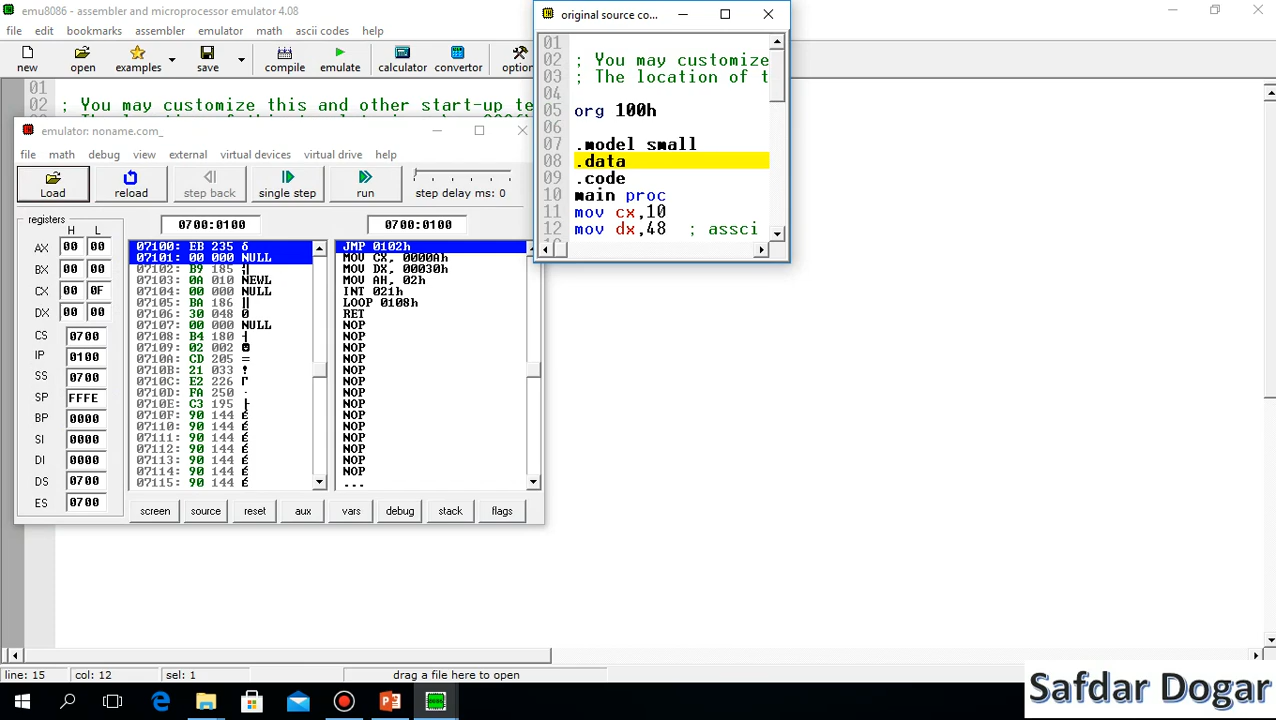 emu8086 - assembler and microprocessor emulator 4.08
file edit bookmarks assembler emulator math ascii codes help
new open examples save compile emulate calculator convertor option
01
02 ; You may customize this and other start-up te
original source co...
01
02 ; You may customize
03 ; The location of t
04
05 org 100h
06
07 .model small
08 .data
09 .code
10 main proc
11 mov cx,10
12 mov dx,48 ; assci
emulator: noname.com_
file math debug view external virtual devices virtual drive help
Load reload step back single step run step delay ms: 0
registers
H L
AX 00 00
BX 00 00
CX 00 0F
DX 00 00
CS 0700
IP 0100
SS 0700
SP FFFE
BP 0000
SI 0000
DI 0000
DS 0700
ES 0700
0700:0100
07100: EB 235 δ
07101: 00 000 NULL
07102: B9 185 ╣
07103: 0A 010 NEWL
07104: 00 000 NULL
07105: BA 186 ║
07106: 30 048 0
07107: 00 000 NULL
07108: B4 180 ┤
07109: 02 002 ☻
0710A: CD 205 =
0710B: 21 033 !
0710C: E2 226 Γ
0710D: FA 250 ·
0710E: C3 195 ├
0710F: 90 144 É
07110: 90 144 É
07111: 90 144 É
07112: 90 144 É
07113: 90 144 É
07114: 90 144 É
07115: 90 144 É
0700:0100
JMP 0102h
MOV CX, 0000Ah
MOV DX, 00030h
MOV AH, 02h
INT 021h
LOOP 0108h
RET
NOP
NOP
NOP
NOP
NOP
NOP
NOP
NOP
NOP
NOP
NOP
NOP
NOP
NOP
...
screen source reset aux vars debug stack flags
line: 15 col: 12 sel: 1 drag a file here to open
Safdar Dogar